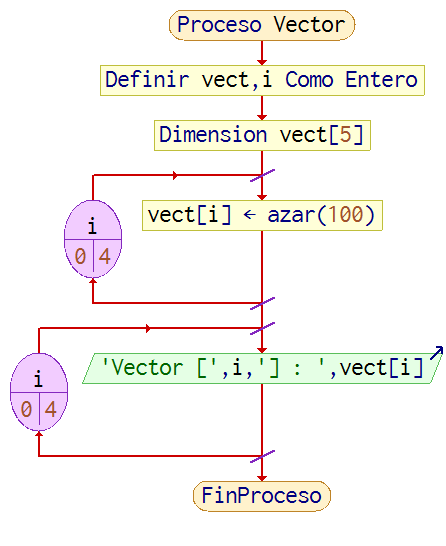 Proceso Vector
Definir vect,i Como Entero
Dimension vect[5]
i
0 4
vect[i] ← azar(100)
i
0 4
'Vector [',i,'] : ',vect[i]
FinProceso